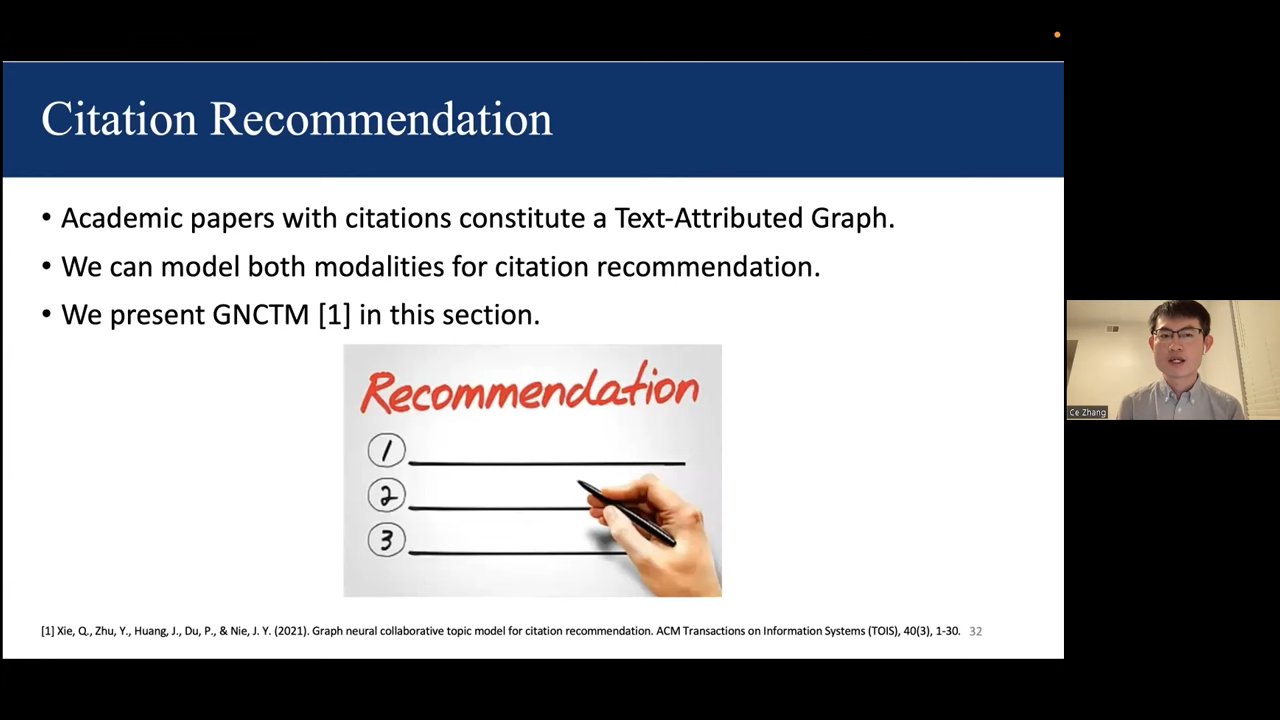 Citation Recommendation
• Academic papers with citations constitute a Text-Attributed Graph.
• We can model both modalities for citation recommendation.
• We present GNCTM [1] in this section.
Recommendation
1
2
3
[1] Xie, Q., Zhu, Y., Huang, J., Du, P., & Nie, J. Y. (2021). Graph neural collaborative topic model for citation recommendation. ACM Transactions on Information Systems (TOIS), 40(3), 1-30.
32
Ce Zhang